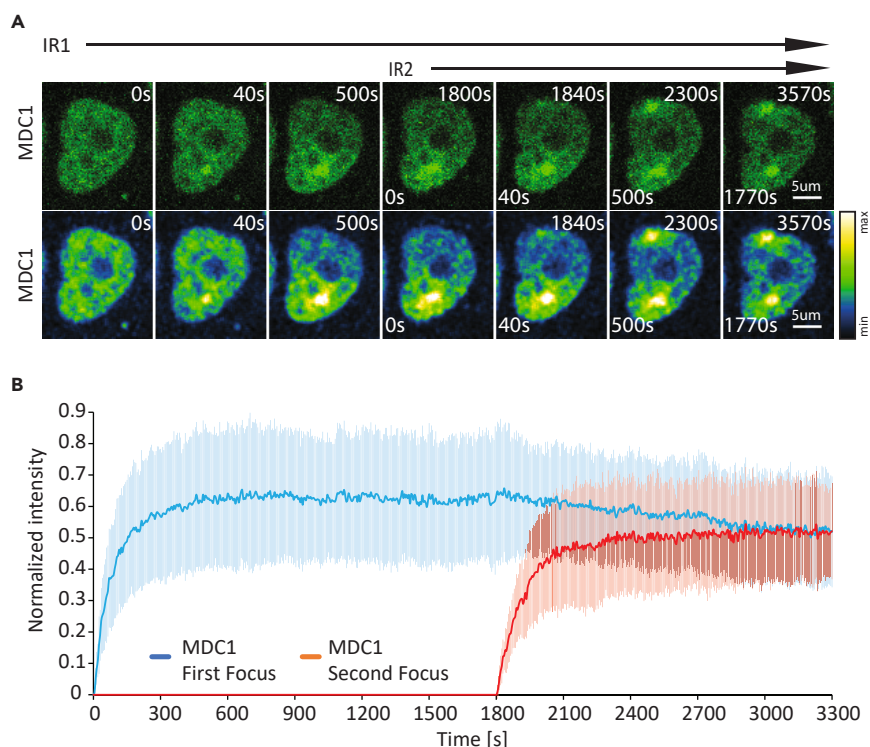 A
IR1
IR2
MDC1
0s
40s
500s
1800s
0s
1840s
40s
2300s
500s
3570s
1770s
5um
MDC1
0s
40s
500s
0s
1840s
40s
2300s
500s
3570s
1770s
5um
max
min
B
Normalized intensity
0.9
0.8
0.7
0.6
0.5
0.4
0.3
0.2
0.1
0
MDC1
First Focus
MDC1
Second Focus
0 300 600 900 1200 1500 1800 2100 2400 2700 3000 3300
Time [s]